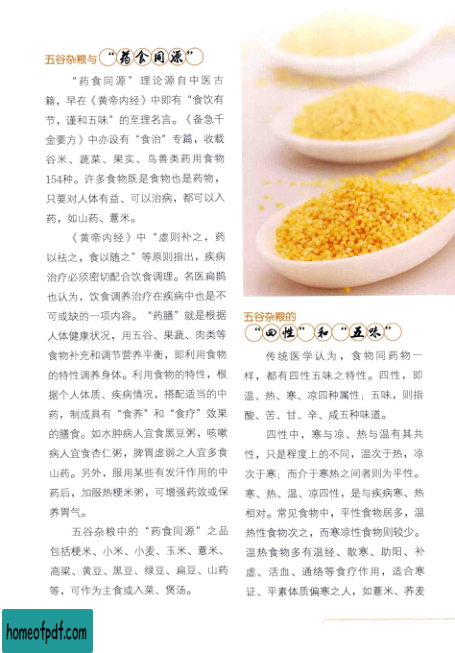 五谷杂粮与“药食同源”
“药食同源”理论源自中医古
籍，早在《黄帝内经》中即有“食饮有
节，谨和五味”的至理名言。《备急千
金要方》中亦设有“食治”专篇，收载
谷米、蔬菜、果实、鸟兽类药用食物
154种。许多食物既是食物也是药物，
只要对人体有益、可以治病，都可以入
药，如山药、薏米。
《黄帝内经》中“虚则补之，药
以祛之，食以随之”等原则指出，疾病
治疗必须密切配合饮食调理。名医扁鹊
也认为，饮食调养治疗在疾病中也是不
可或缺的一项内容。“药膳”就是根据
人体健康状况，用五谷、果蔬、肉类等
食物补充和调节营养平衡，即利用食物
的特性调养身体。利用食物的特性，根
据个人体质、疾病情况，搭配适当的中
药，制成具有“食养”和“食疗”效果
的膳食。如水肿病人宜食黑豆粥，咳嗽
病人宜食杏仁粥，脾胃虚弱之人宜多食
山药。另外，服用某些有发汗作用的中
药后，加服热粳米粥，可增强药效或保
养胃气。
五谷杂粮中的“药食同源”之品
包括粳米、小米、小麦、玉米、薏米、
高粱、黄豆、黑豆、绿豆、扁豆、山药
等，可作为主食或入菜、煲汤。
五谷杂粮的
“四性”和“五味”
传统医学认为，食物同药物一
样，都有四性五味之特性。四性，即
温、热、寒、凉四种属性；五味，则指
酸、苦、甘、辛、咸五种味道。
四性中，寒与凉、热与温有其共
性，只是程度上的不同，温次于热，凉
次于寒；而介于寒热之间者则为平性。
寒、热、温、凉四性，是与疾病寒、热
相对。常见食物中，平性食物居多，温
热性食物次之，而寒凉性食物则较少。
温热食物多有温经、散寒、助阳、补
虚、活血、通络等食疗作用，适合寒
证、平素体质偏寒之人，如薏米、荞麦
homeofpdf.com